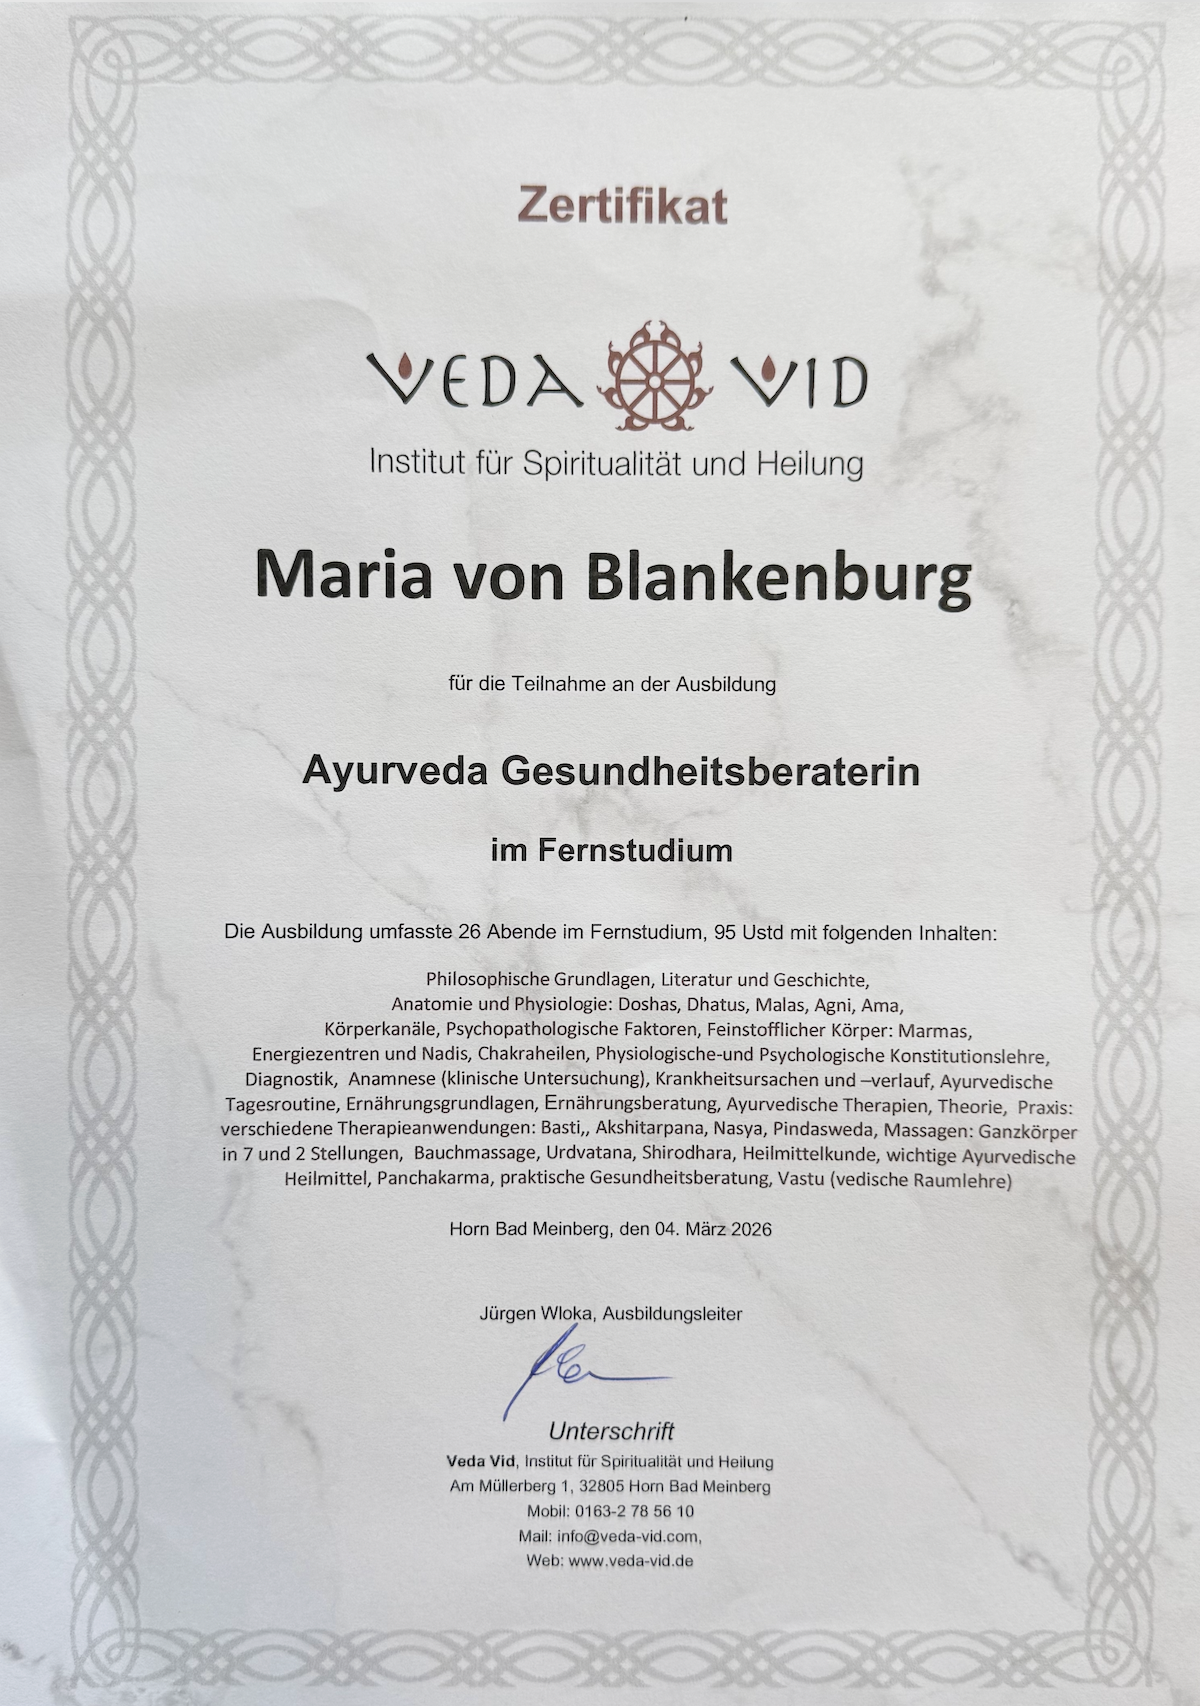 Zertifikat
VEDA VID
Institut für Spiritualität und Heilung
Maria von Blankenburg
für die Teilnahme an der Ausbildung
Ayurveda Gesundheitsberaterin
im Fernstudium
Die Ausbildung umfasste 26 Abende im Fernstudium, 95 Ustd mit folgenden Inhalten:
Philosophische Grundlagen, Literatur und Geschichte,
Anatomie und Physiologie: Doshas, Dhatus, Malas, Agni, Ama,
Körperkanäle, Psychopathologische Faktoren, Feinstofflicher Körper: Marmas,
Energiezentren und Nadis, Chakraheilen, Physiologische-und Psychologische Konstitutionslehre,
Diagnostik, Anamnese (klinische Untersuchung), Krankheitsursachen und –verlauf, Ayurvedische
Tagesroutine, Ernährungsgrundlagen, Ernährungsberatung, Ayurvedische Therapien, Theorie, Praxis:
verschiedene Therapieanwendungen: Basti,, Akshitarpana, Nasya, Pindasweda, Massagen: Ganzkörper
in 7 und 2 Stellungen, Bauchmassage, Urdvatana, Shirodhara, Heilmittelkunde, wichtige Ayurvedische
Heilmittel, Panchakarma, praktische Gesundheitsberatung, Vastu (vedische Raumlehre)
Horn Bad Meinberg, den 04. März 2026
Jürgen Wloka, Ausbildungsleiter
Unterschrift
Veda Vid, Institut für Spiritualität und Heilung
Am Müllerberg 1, 32805 Horn Bad Meinberg
Mobil: 0163-2 78 56 10
Mail: info@veda-vid.com,
Web: www.veda-vid.de